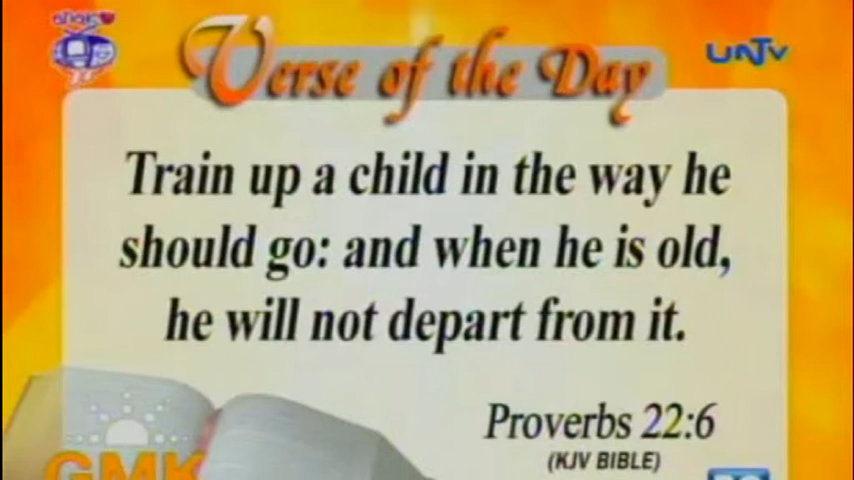 Verse of the Day
UNTV
Train up a child in the way he
should go: and when he is old,
he will not depart from it.
Proverbs 22:6
(KJV BIBLE)
GMK